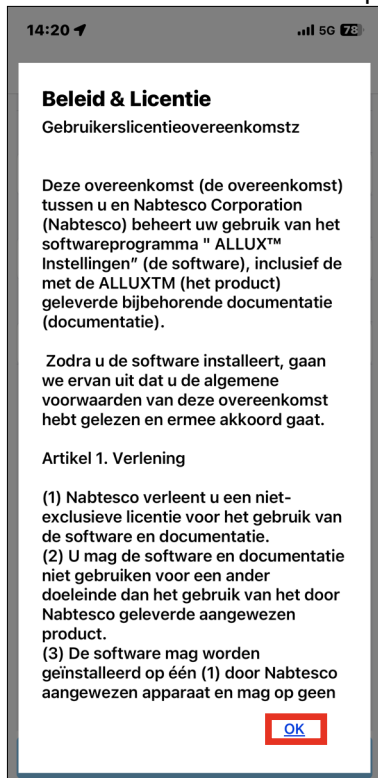 14:20 5G 78
Beleid & Licentie
Gebruikerslicentieovereenkomstz
Deze overeenkomst (de overeenkomst)
tussen u en Nabtesco Corporation
(Nabtesco) beheert uw gebruik van het
softwareprogramma " ALLUX™
Instellingen” (de software), inclusief de
met de ALLUXTM (het product)
geleverde bijbehorende documentatie
(documentatie).
Zodra u de software installeert, gaan
we ervan uit dat u de algemene
voorwaarden van deze overeenkomst
hebt gelezen en ermee akkoord gaat.
Artikel 1. Verlening
(1) Nabtesco verleent u een niet-
exclusieve licentie voor het gebruik van
de software en documentatie.
(2) U mag de software en documentatie
niet gebruiken voor een ander
doeleinde dan het gebruik van het door
Nabtesco geleverde aangewezen
product.
(3) De software mag worden
geïnstalleerd op één (1) door Nabtesco
aangewezen apparaat en mag op geen
OK